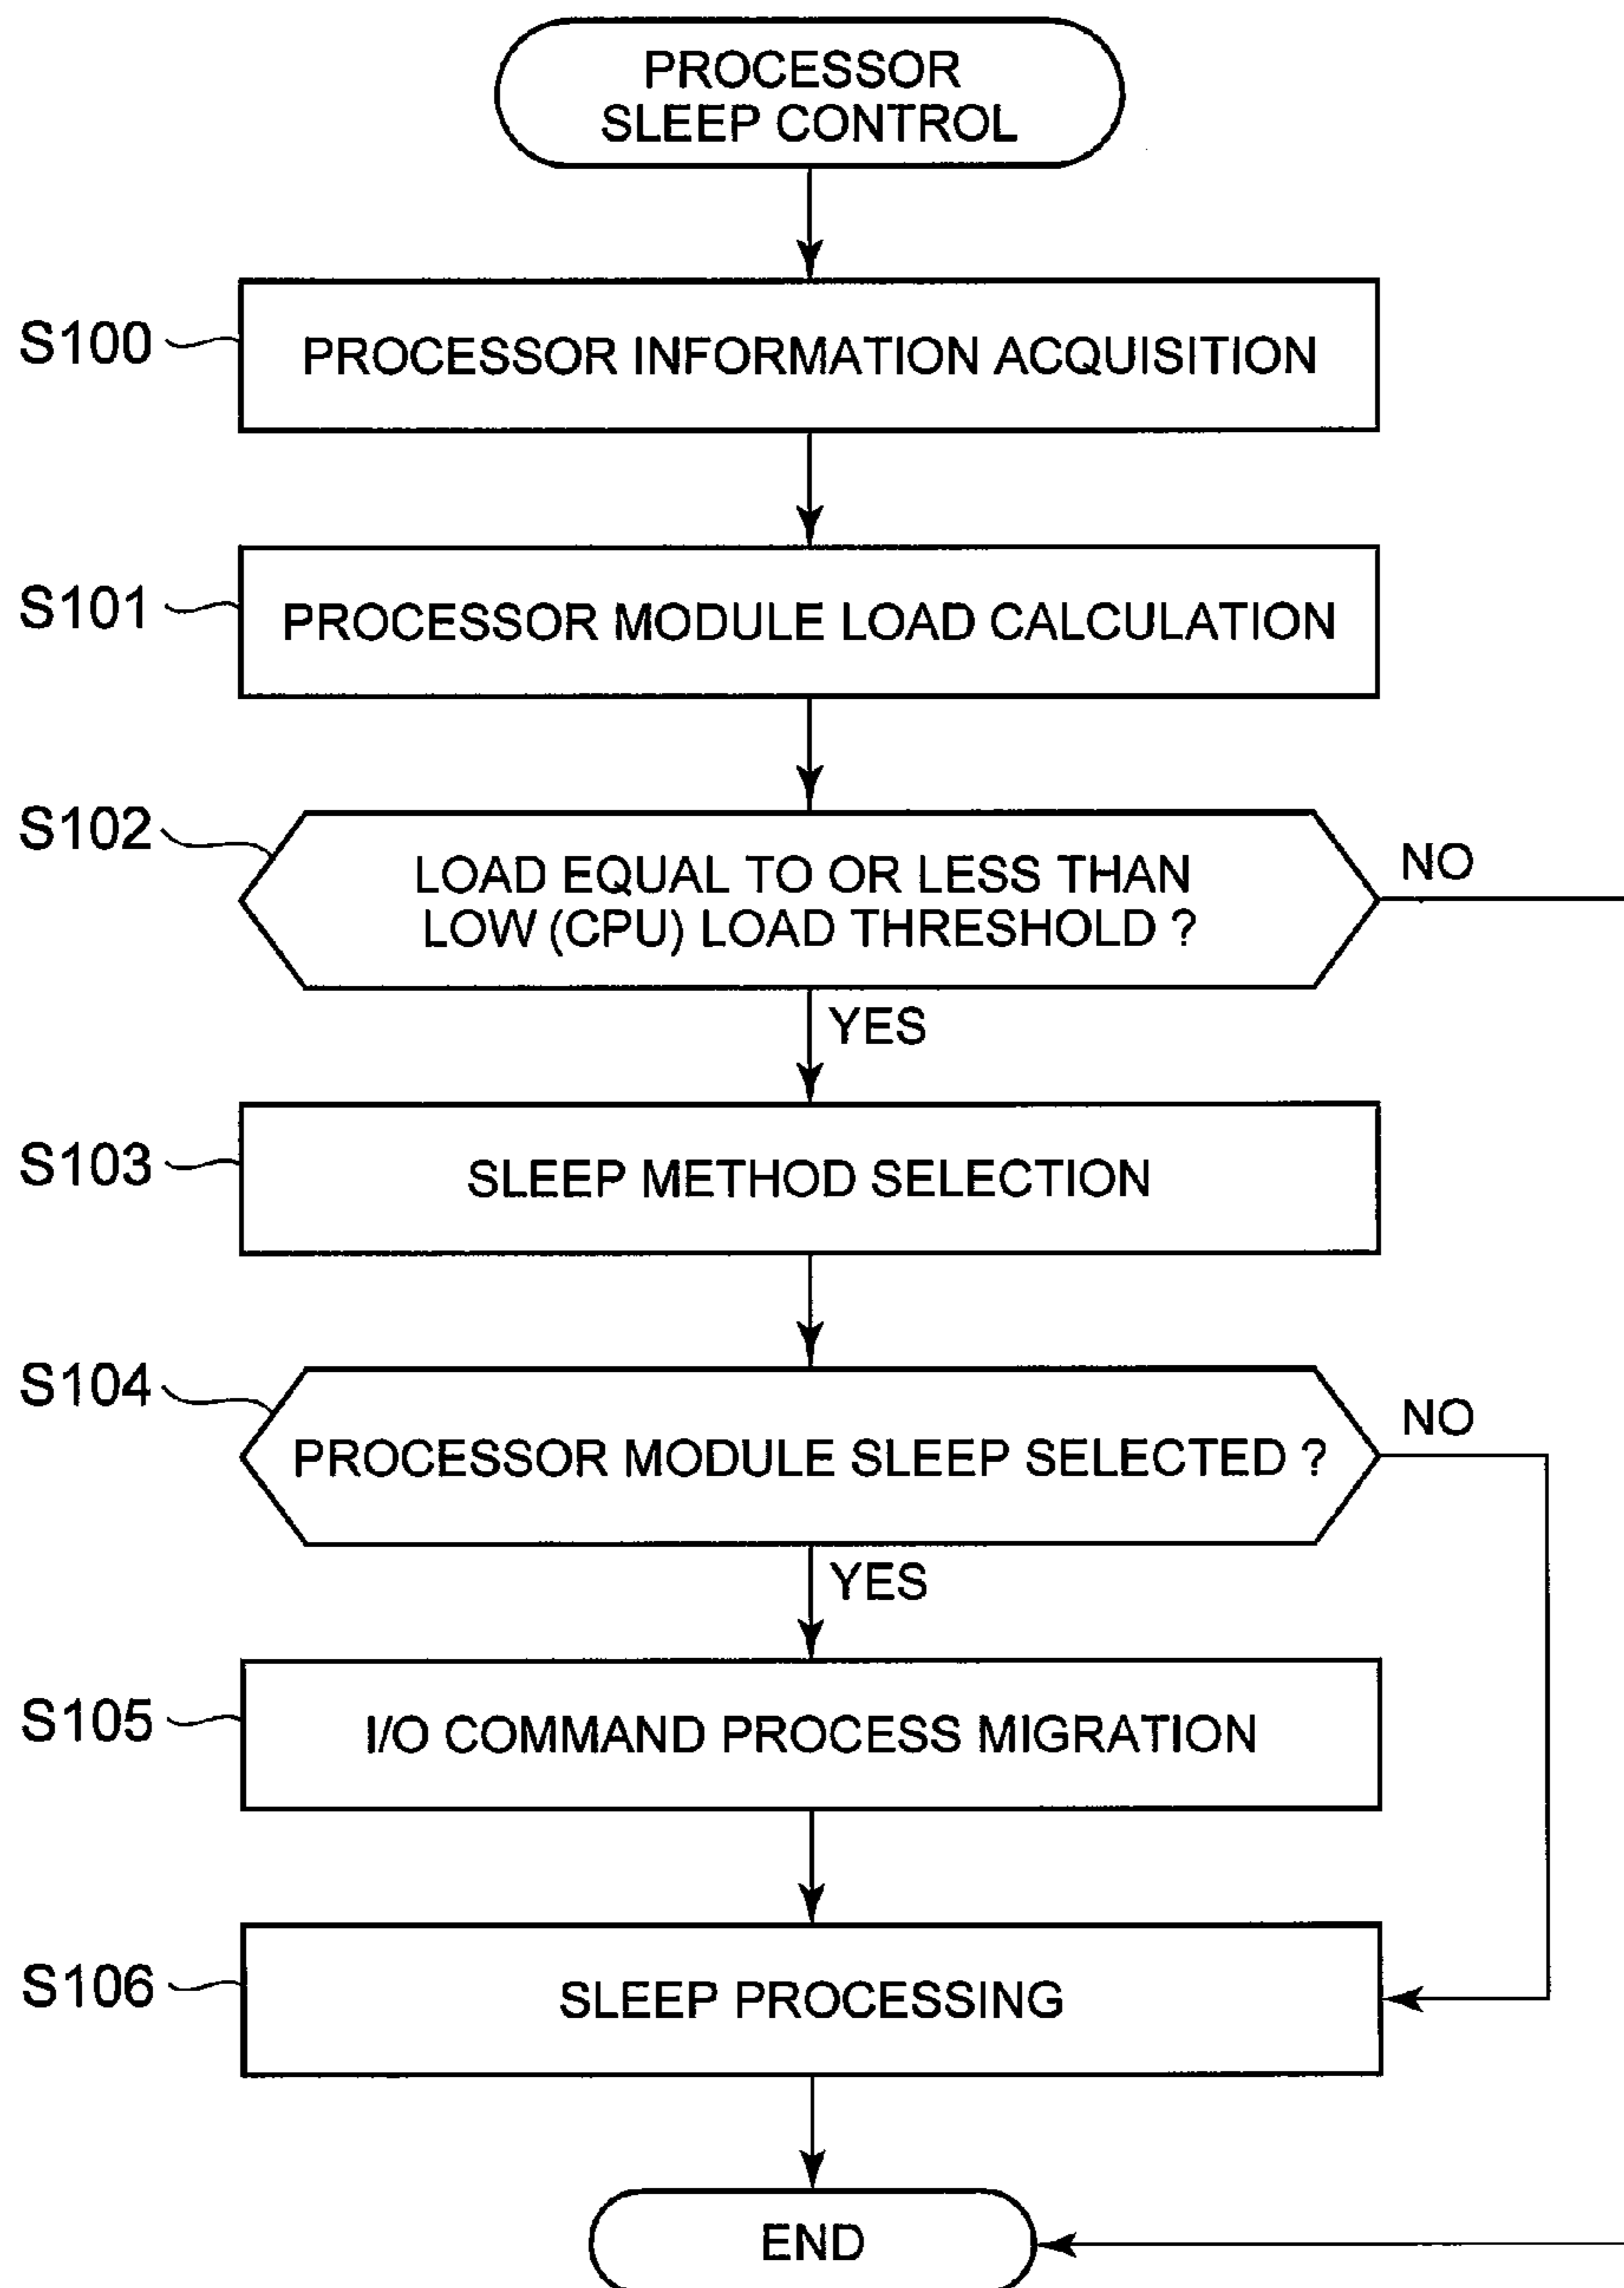 PROCESSOR
SLEEP CONTROL
S100
PROCESSOR INFORMATION ACQUISITION
S101
PROCESSOR MODULE LOAD CALCULATION
S102
LOAD EQUAL TO OR LESS THAN
LOW (CPU) LOAD THRESHOLD ?
NO
YES
S103
SLEEP METHOD SELECTION
S104
PROCESSOR MODULE SLEEP SELECTED ?
NO
YES
S105
I/O COMMAND PROCESS MIGRATION
S106
SLEEP PROCESSING
END